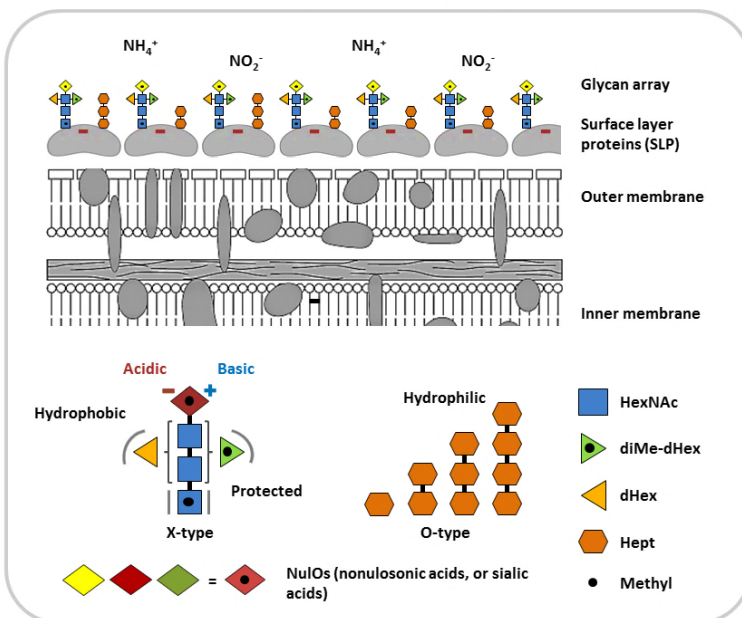 NH₄⁺
NO₂⁻
NH₄⁺
NO₂⁻
Glycan array
Surface layer
proteins (SLP)
Outer membrane
Inner membrane
Acidic
Basic
− +
Hydrophobic
Protected
X-type
Hydrophilic
O-type
HexNAc
diMe-dHex
dHex
Hept
Methyl
= NulOs (nonulosonic acids, or sialic
acids)